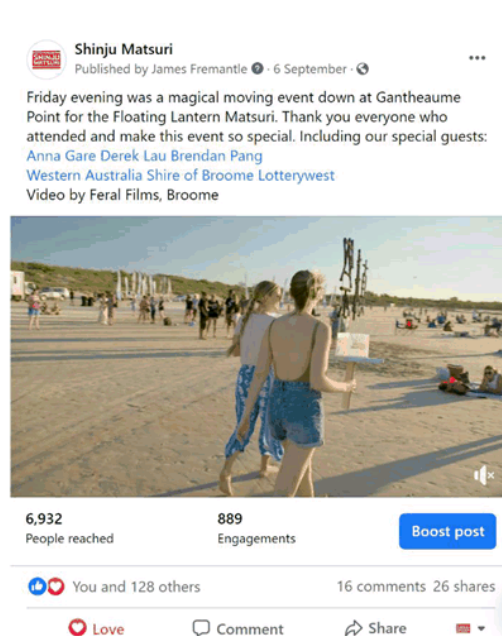 SHINJU
MATSURI
Shinju Matsuri
Published by James Fremantle · 6 September ·
Friday evening was a magical moving event down at Gantheaume
Point for the Floating Lantern Matsuri. Thank you everyone who
attended and make this event so special. Including our special guests:
Anna Gare Derek Lau Brendan Pang
Western Australia Shire of Broome Lotterywest
Video by Feral Films, Broome
6,932
889
People reached
Engagements
Boost post
You and 128 others
16 comments 26 shares
Love
Comment
Share